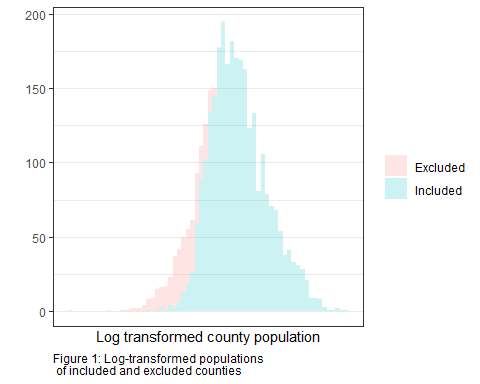 200
150
100
50
0
Excluded
Included
Log transformed county population
Figure 1: Log-transformed populations
of included and excluded counties